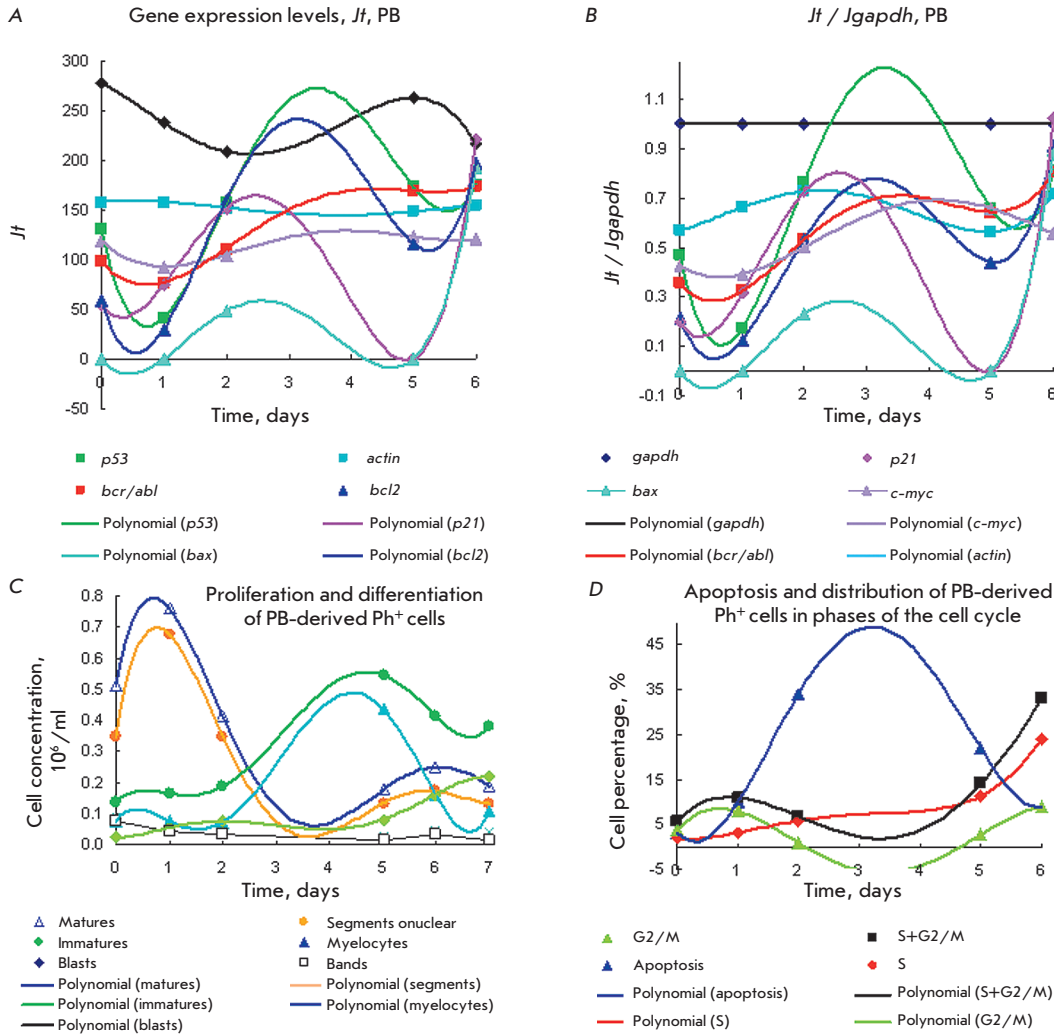 A Gene expression levels, Jt, PB
Jt
300
250
200
150
100
50
0
-50
0 1 2 3 4 5 6
Time, days
p53
actin
bcr/abl
bcl2
Polynomial (p53)
Polynomial (p21)
Polynomial (bax)
Polynomial (bcl2)
B Jt / Jgapdh, PB
Jt / Jgapdh
1.1
0.9
0.7
0.5
0.3
0.1
-0.1
0 1 2 3 4 5 6
Time, days
gapdh
p21
bax
c-myc
Polynomial (gapdh)
Polynomial (c-myc)
Polynomial (bcr/abl)
Polynomial (actin)
C Proliferation and differentiation
of PB-derived Ph+ cells
Cell concentration,
10⁶/ml
0.8
0.7
0.6
0.5
0.4
0.3
0.2
0.1
0.0
0 1 2 3 4 5 6 7
Time, days
Matures
Segments onuclear
Immatures
Myelocytes
Blasts
Bands
Polynomial (matures)
Polynomial (segments)
Polynomial (immatures)
Polynomial (myelocytes)
Polynomial (blasts)
D Apoptosis and distribution of PB-derived
Ph+ cells in phases of the cell cycle
Cell percentage, %
45
35
25
15
5
-5
0 1 2 3 4 5 6
Time, days
G2/M
S+G2/M
Apoptosis
S
Polynomial (apoptosis)
Polynomial (S+G2/M)
Polynomial (S)
Polynomial (G2/M)